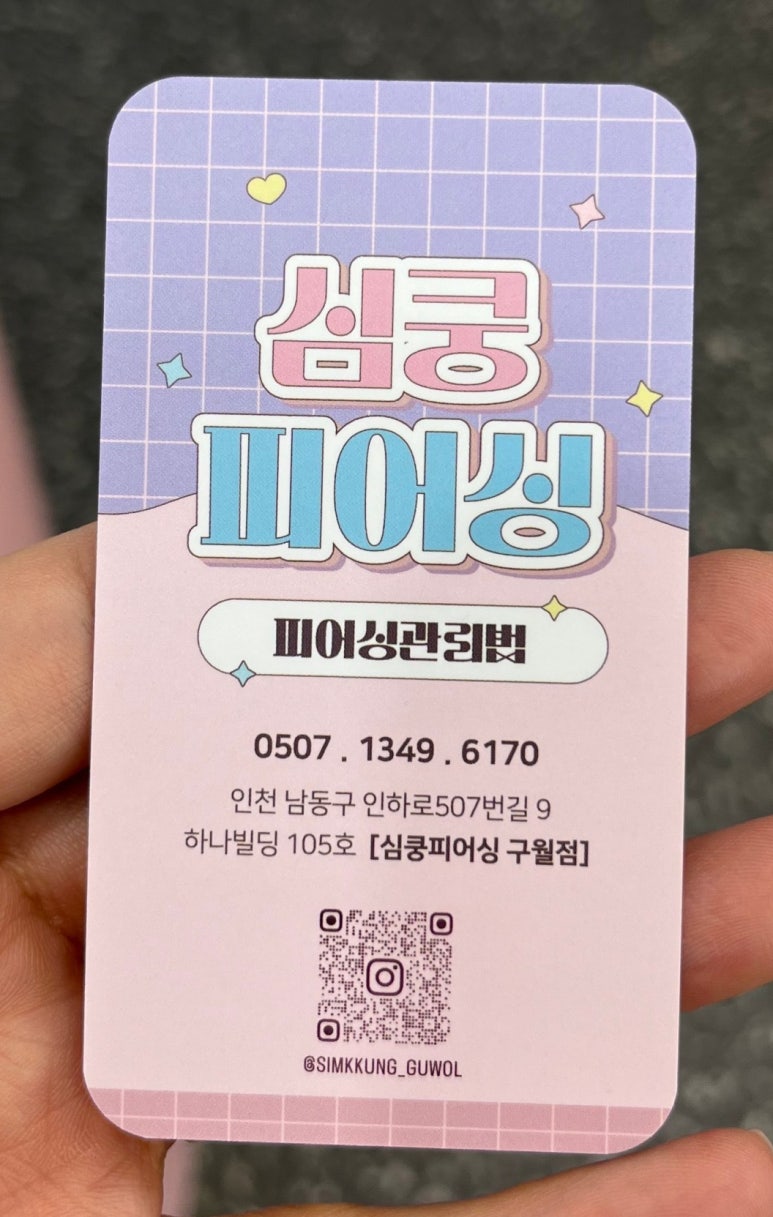 심쿵
피어싱
피어싱관리법
0507 . 1349 . 6170
인천 남동구 인하로507번길 9
하나빌딩 105호 [심쿵피어싱 구월점]
@SIMKKUNG_GUWOL